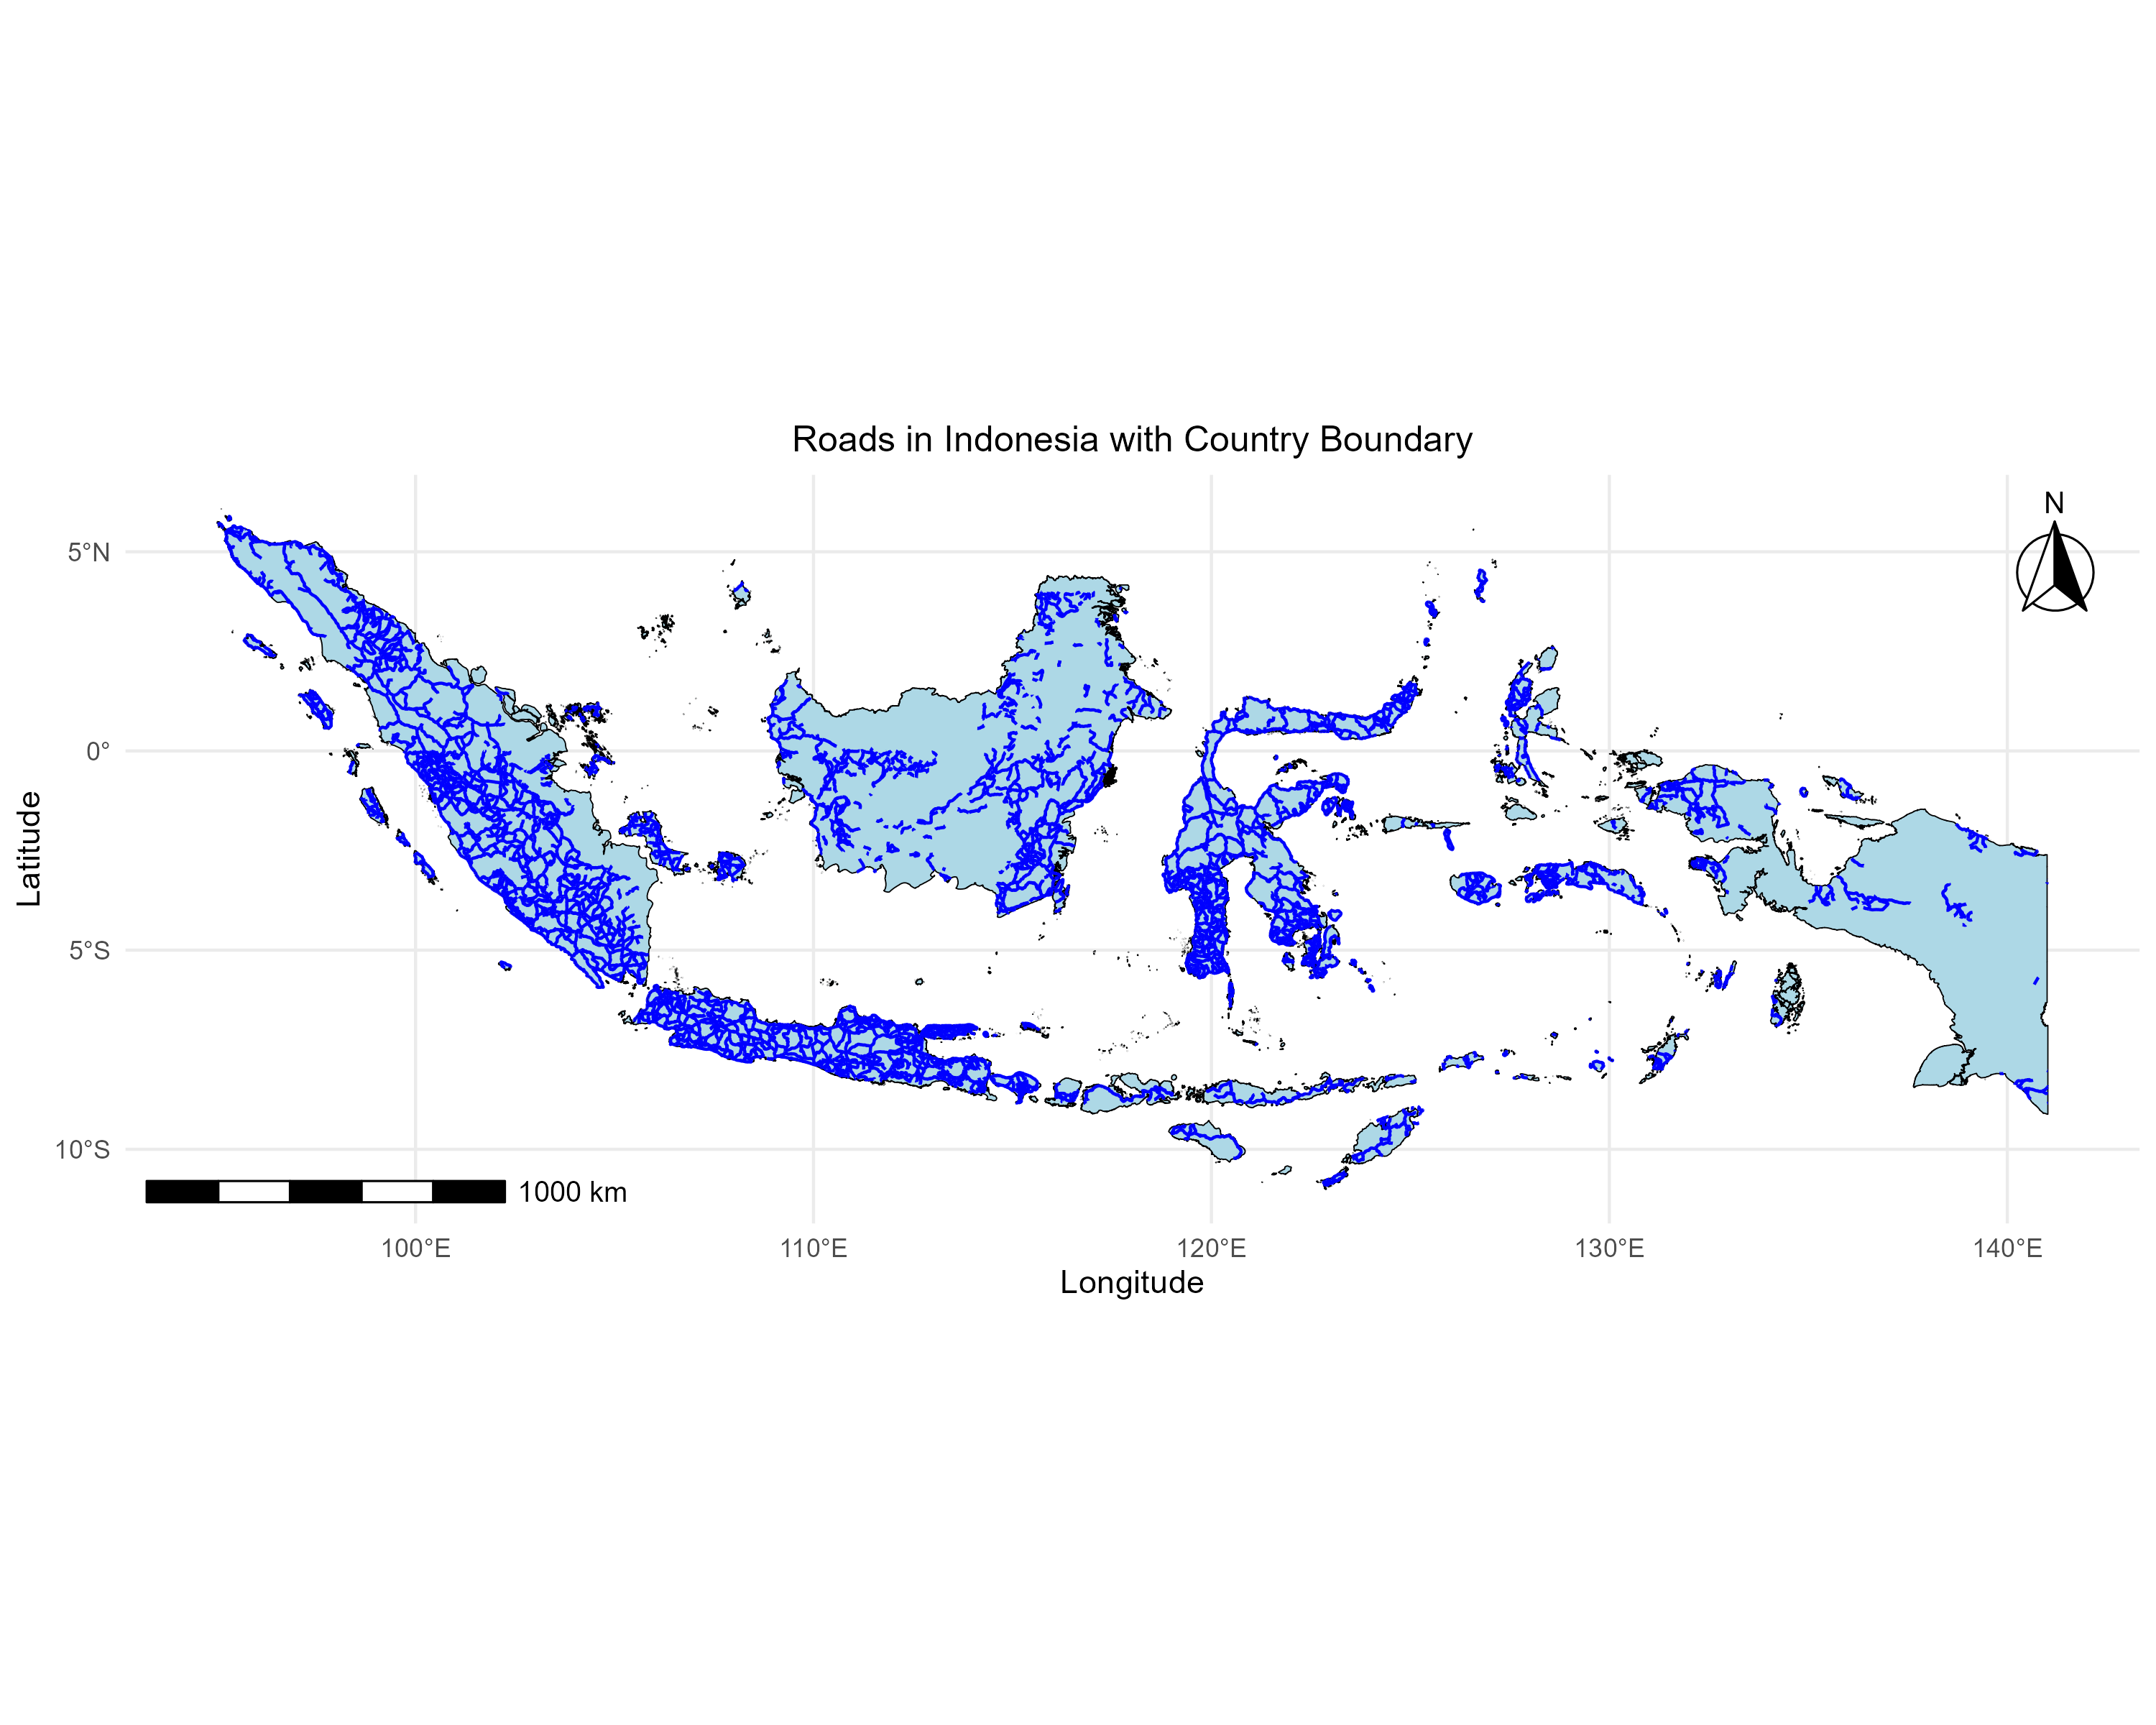 Roads in Indonesia with Country Boundary
N
5°N
0°
5°S
10°S
Latitude
1000 km
100°E
110°E
120°E
130°E
140°E
Longitude